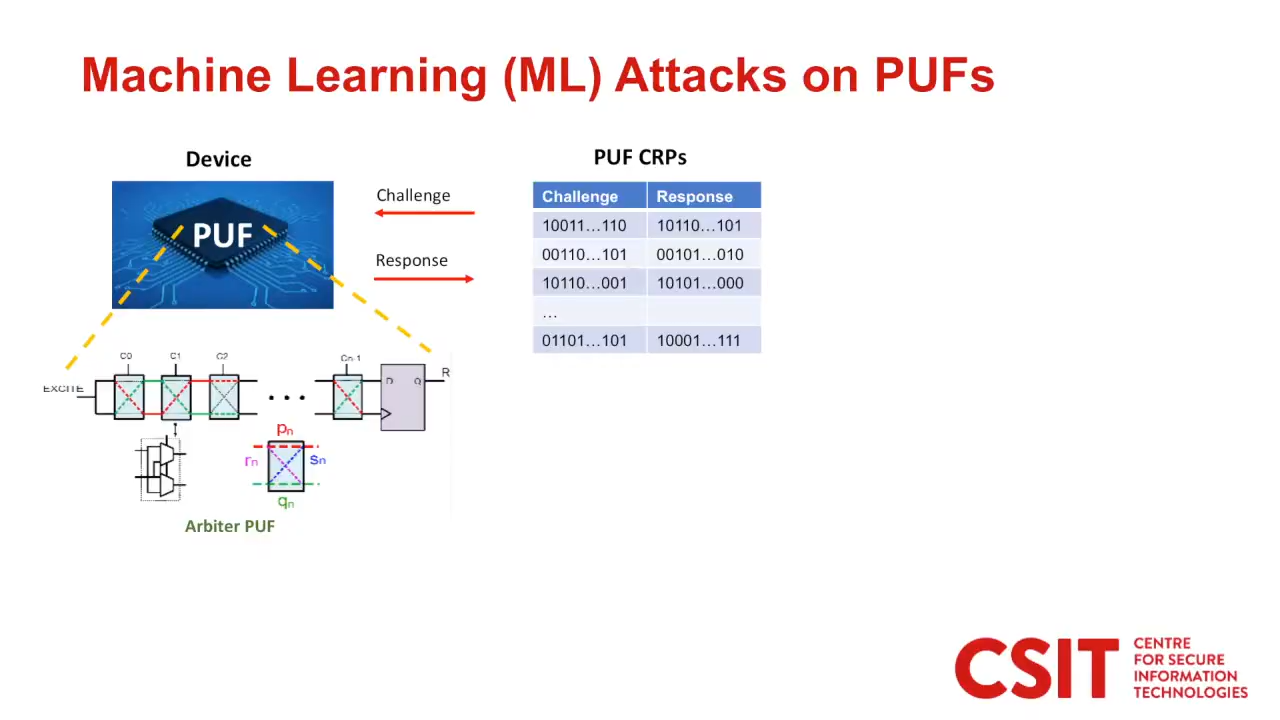 Machine Learning (ML) Attacks on PUFs
Device
PUF
Challenge
Response
PUF CRPs
Challenge Response
10011...110 10110...101
00110...101 00101...010
10110...001 10101...000
...
01101...101 10001...111
C0 C1 C2 Cn-1
EXCITE
D Q R
pn
rn sn
qn
Arbiter PUF
CSIT
CENTRE
FOR SECURE
INFORMATION
TECHNOLOGIES